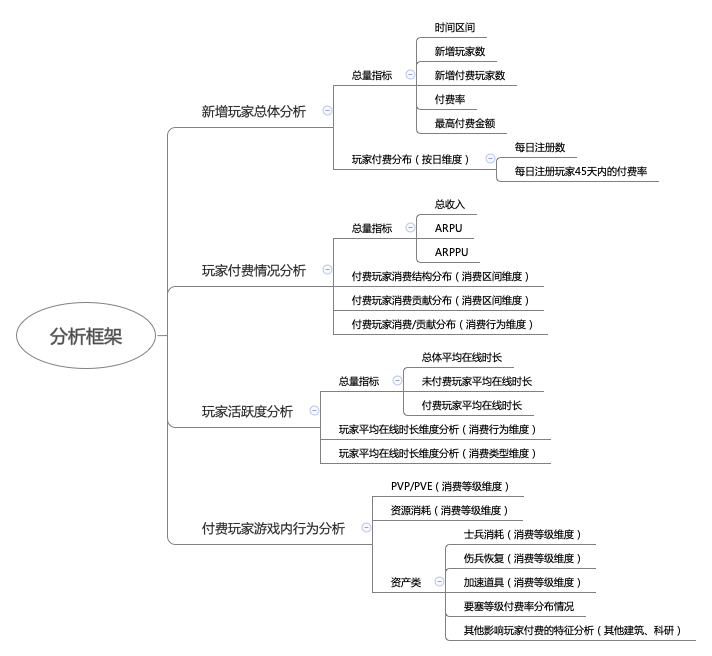 分析框架
新增玩家总体分析
总量指标
时间区间
新增玩家数
新增付费玩家数
付费率
最高付费金额
玩家付费分布（按日维度）
每日注册数
每日注册玩家45天内的付费率
玩家付费情况分析
总量指标
总收入
ARPU
ARPPU
付费玩家消费结构分布（消费区间维度）
付费玩家消费贡献分布（消费区间维度）
付费玩家消费/贡献分布（消费行为维度）
玩家活跃度分析
总量指标
总体平均在线时长
未付费玩家平均在线时长
付费玩家平均在线时长
玩家平均在线时长维度分析（消费行为维度）
玩家平均在线时长维度分析（消费类型维度）
付费玩家游戏内行为分析
PVP/PVE（消费等级维度）
资源消耗（消费等级维度）
资产类
士兵消耗（消费等级维度）
伤兵恢复（消费等级维度）
加速道具（消费等级维度）
要塞等级付费率分布情况
其他影响玩家付费的特征分析（其他建筑、科研）